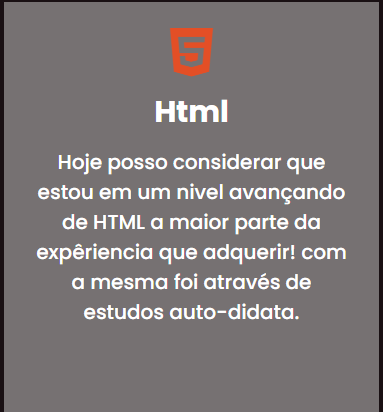 Html
Hoje posso considerar que
estou em um nivel avançando
de HTML a maior parte da
expêriencia que adquerir! com
a mesma foi através de
estudos auto-didata.